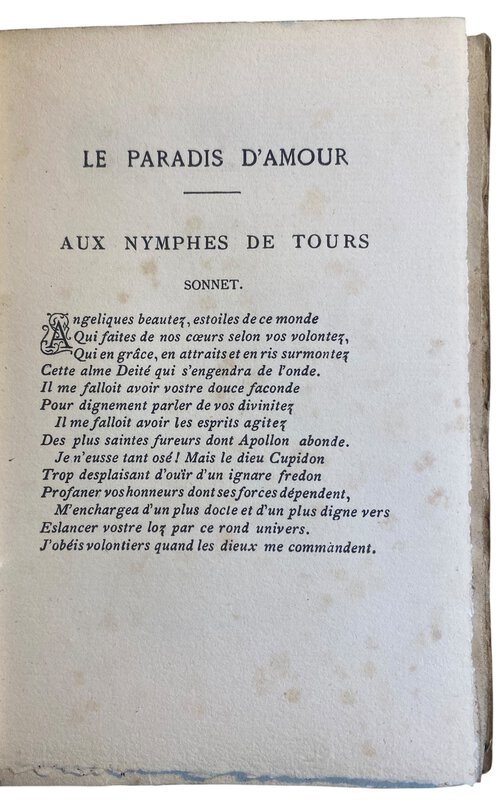 LE PARADIS D'AMOUR
AUX NYMPHES DE TOURS
SONNET.
Angeliques beautez, estoiles de ce monde
Qui faites de nos cœurs selon vos volontez,
Qui en grâce, en attraits et en ris surmontez
Cette alme Deité qui s'engendra de l'onde.
Il me falloit avoir vostre douce faconde
Pour dignement parler de vos divinitez
Il me falloit avoir les esprits agitez
Des plus saintes fureurs dont Apollon abonde.
Je n'eusse tant osé! Mais le dieu Cupidon
Trop desplaisant d'ouïr d'un ignare fredon
Profaner vos honneurs dont ses forces dépendent,
M'enchargea d'un plus docte et d'un plus digne vers
Eslancer vostre loz par ce rond univers.
J'obéis volontiers quand les dieux me commandent.